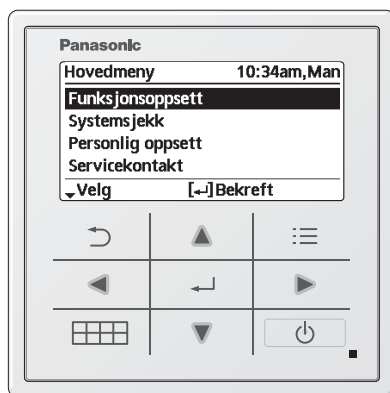 Panasonic
Hovedmeny 10:34am,Man
Funksjonsoppsett
Systemsjekk
Personlig oppsett
Servicekontakt
Velg [↵]Bekreft